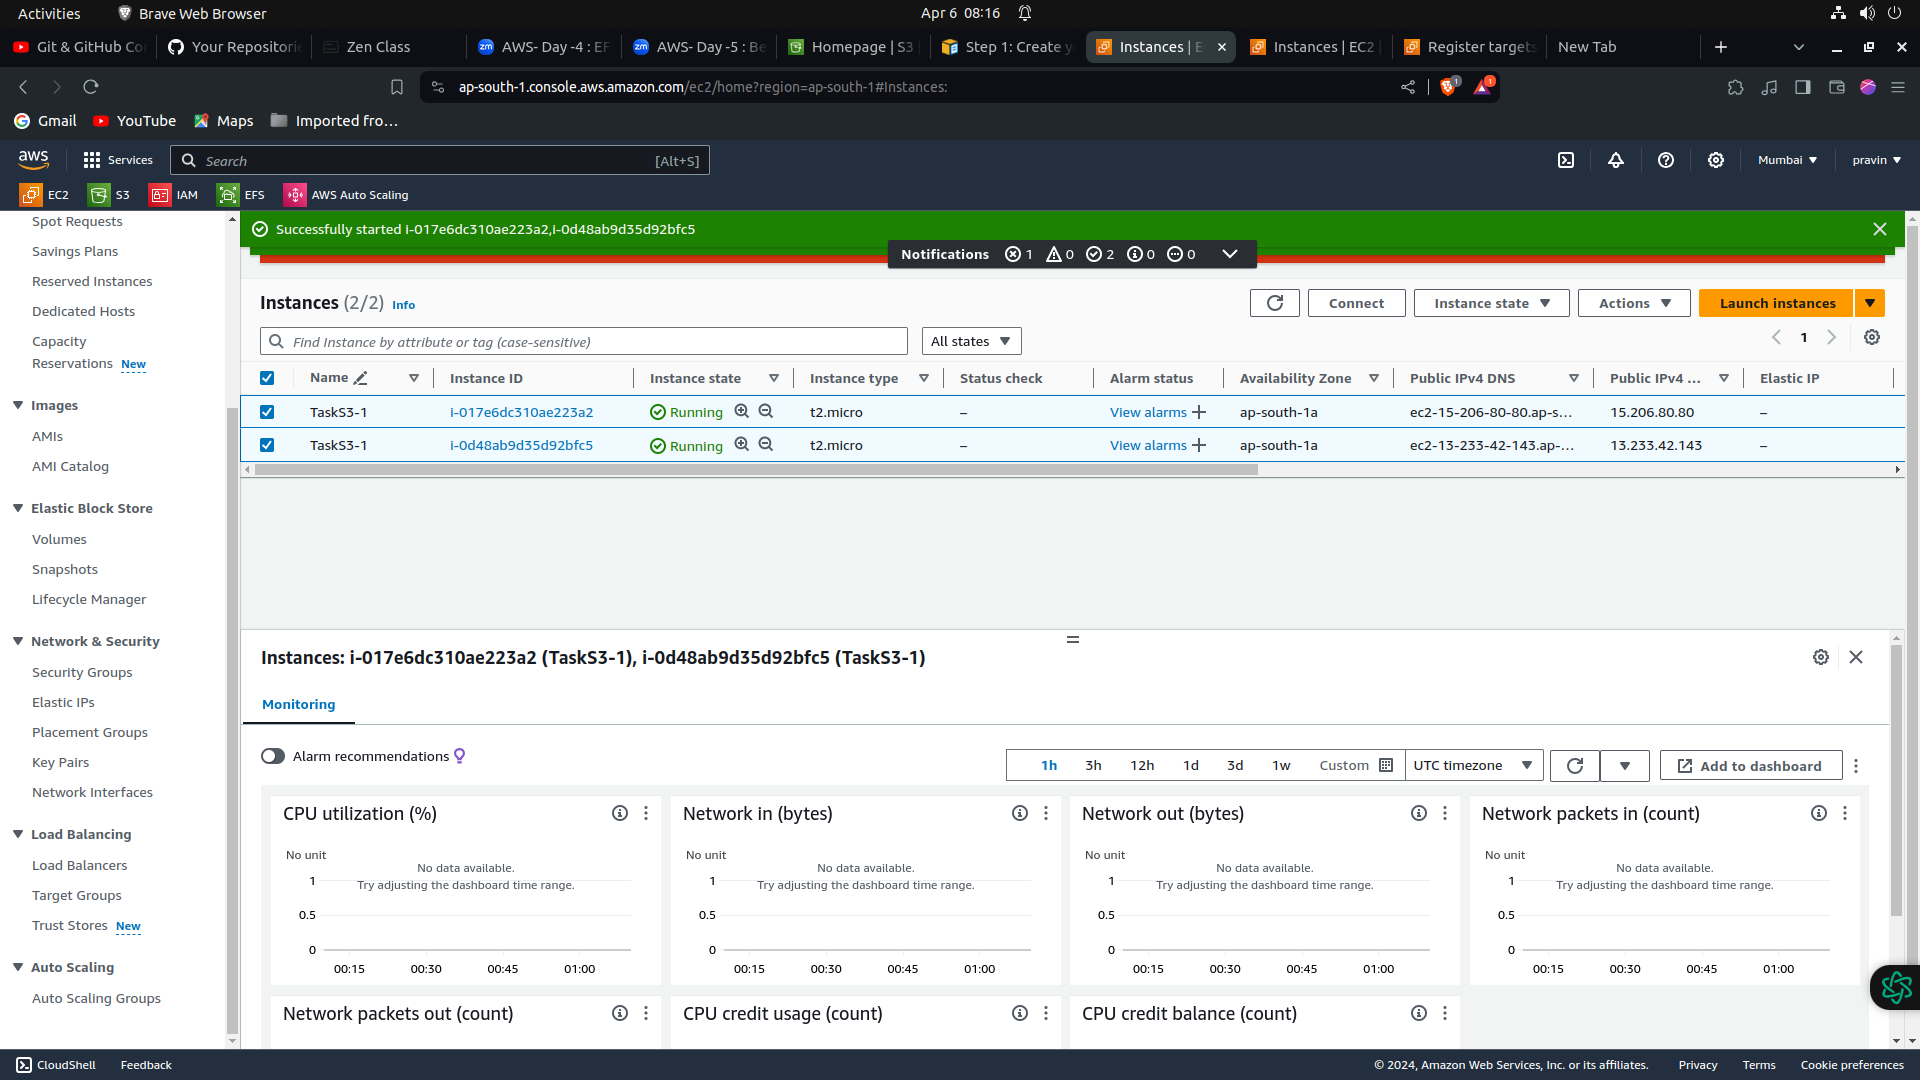 Activities
Brave Web Browser
Apr 6 08:16
Git & GitHub Co
Your Repositorie
Zen Class
AWS- Day -4 : EF
AWS- Day -5 : Be
Homepage | S3
Step 1: Create y
Instances | E
Instances | EC2
Register targets
New Tab
ap-south-1.console.aws.amazon.com/ec2/home?region=ap-south-1#Instances:
1
1
Gmail
YouTube
Maps
Imported fro...
aws
Services
Search
[Alt+S]
Mumbai
pravin
EC2
S3
IAM
EFS
AWS Auto Scaling
Spot Requests
Savings Plans
Reserved Instances
Dedicated Hosts
Capacity
Reservations New
Images
AMIs
AMI Catalog
Elastic Block Store
Volumes
Snapshots
Lifecycle Manager
Network & Security
Security Groups
Elastic IPs
Placement Groups
Key Pairs
Network Interfaces
Load Balancing
Load Balancers
Target Groups
Trust Stores New
Auto Scaling
Auto Scaling Groups
Successfully started i-017e6dc310ae223a2,i-0d48ab9d35d92bfc5
Notifications 1 0 2 0 0
Instances (2/2) Info
Connect
Instance state
Actions
Launch instances
Find Instance by attribute or tag (case-sensitive)
All states
1
Name Instance ID Instance state Instance type Status check Alarm status Availability Zone Public IPv4 DNS Public IPv4 ... Elastic IP
TaskS3-1 i-017e6dc310ae223a2 Running t2.micro – View alarms + ap-south-1a ec2-15-206-80-80.ap-s... 15.206.80.80 –
TaskS3-1 i-0d48ab9d35d92bfc5 Running t2.micro – View alarms + ap-south-1a ec2-13-233-42-143.ap-... 13.233.42.143 –
Instances: i-017e6dc310ae223a2 (TaskS3-1), i-0d48ab9d35d92bfc5 (TaskS3-1)
Monitoring
Alarm recommendations
1h 3h 12h 1d 3d 1w Custom
UTC timezone
Add to dashboard
CPU utilization (%)
No unit
No data available.
Try adjusting the dashboard time range.
1
0.5
0
00:15 00:30 00:45 01:00
Network in (bytes)
No unit
No data available.
Try adjusting the dashboard time range.
1
0.5
0
00:15 00:30 00:45 01:00
Network out (bytes)
No unit
No data available.
Try adjusting the dashboard time range.
1
0.5
0
00:15 00:30 00:45 01:00
Network packets in (count)
No unit
No data available.
Try adjusting the dashboard time range.
1
0.5
0
00:15 00:30 00:45 01:00
Network packets out (count)
CPU credit usage (count)
CPU credit balance (count)
CloudShell
Feedback
© 2024, Amazon Web Services, Inc. or its affiliates.
Privacy
Terms
Cookie preferences